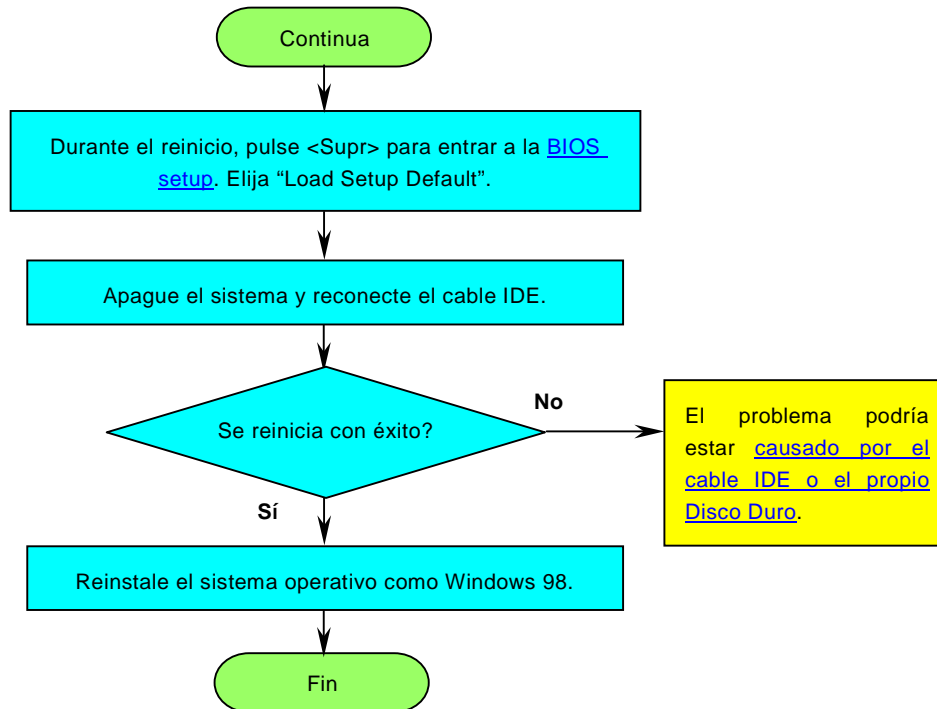 Continua
Durante el reinicio, pulse <Supr> para entrar a la BIOS
setup. Elija “Load Setup Default”.
Apague el sistema y reconecte el cable IDE.
Se reinicia con éxito?
No
El problema podría
estar causado por el
cable IDE o el propio
Disco Duro.
Sí
Reinstale el sistema operativo como Windows 98.
Fin